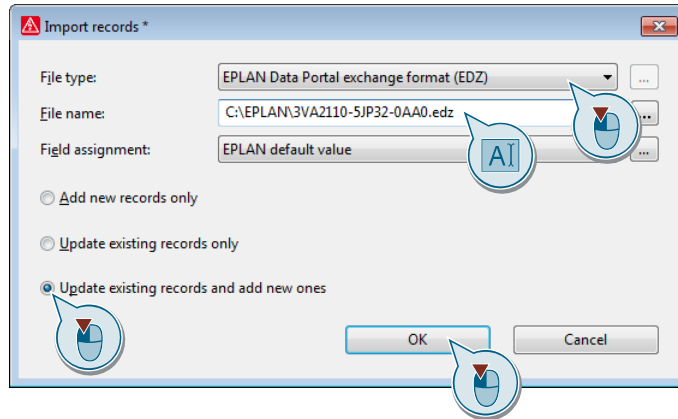 Import records *
File type: EPLAN Data Portal exchange format (EDZ) ...
File name: C:\EPLAN\3VA2110-5JP32-0AA0.edz ...
Field assignment: EPLAN default value ...
A
Add new records only
Update existing records only
Update existing records and add new ones
OK Cancel